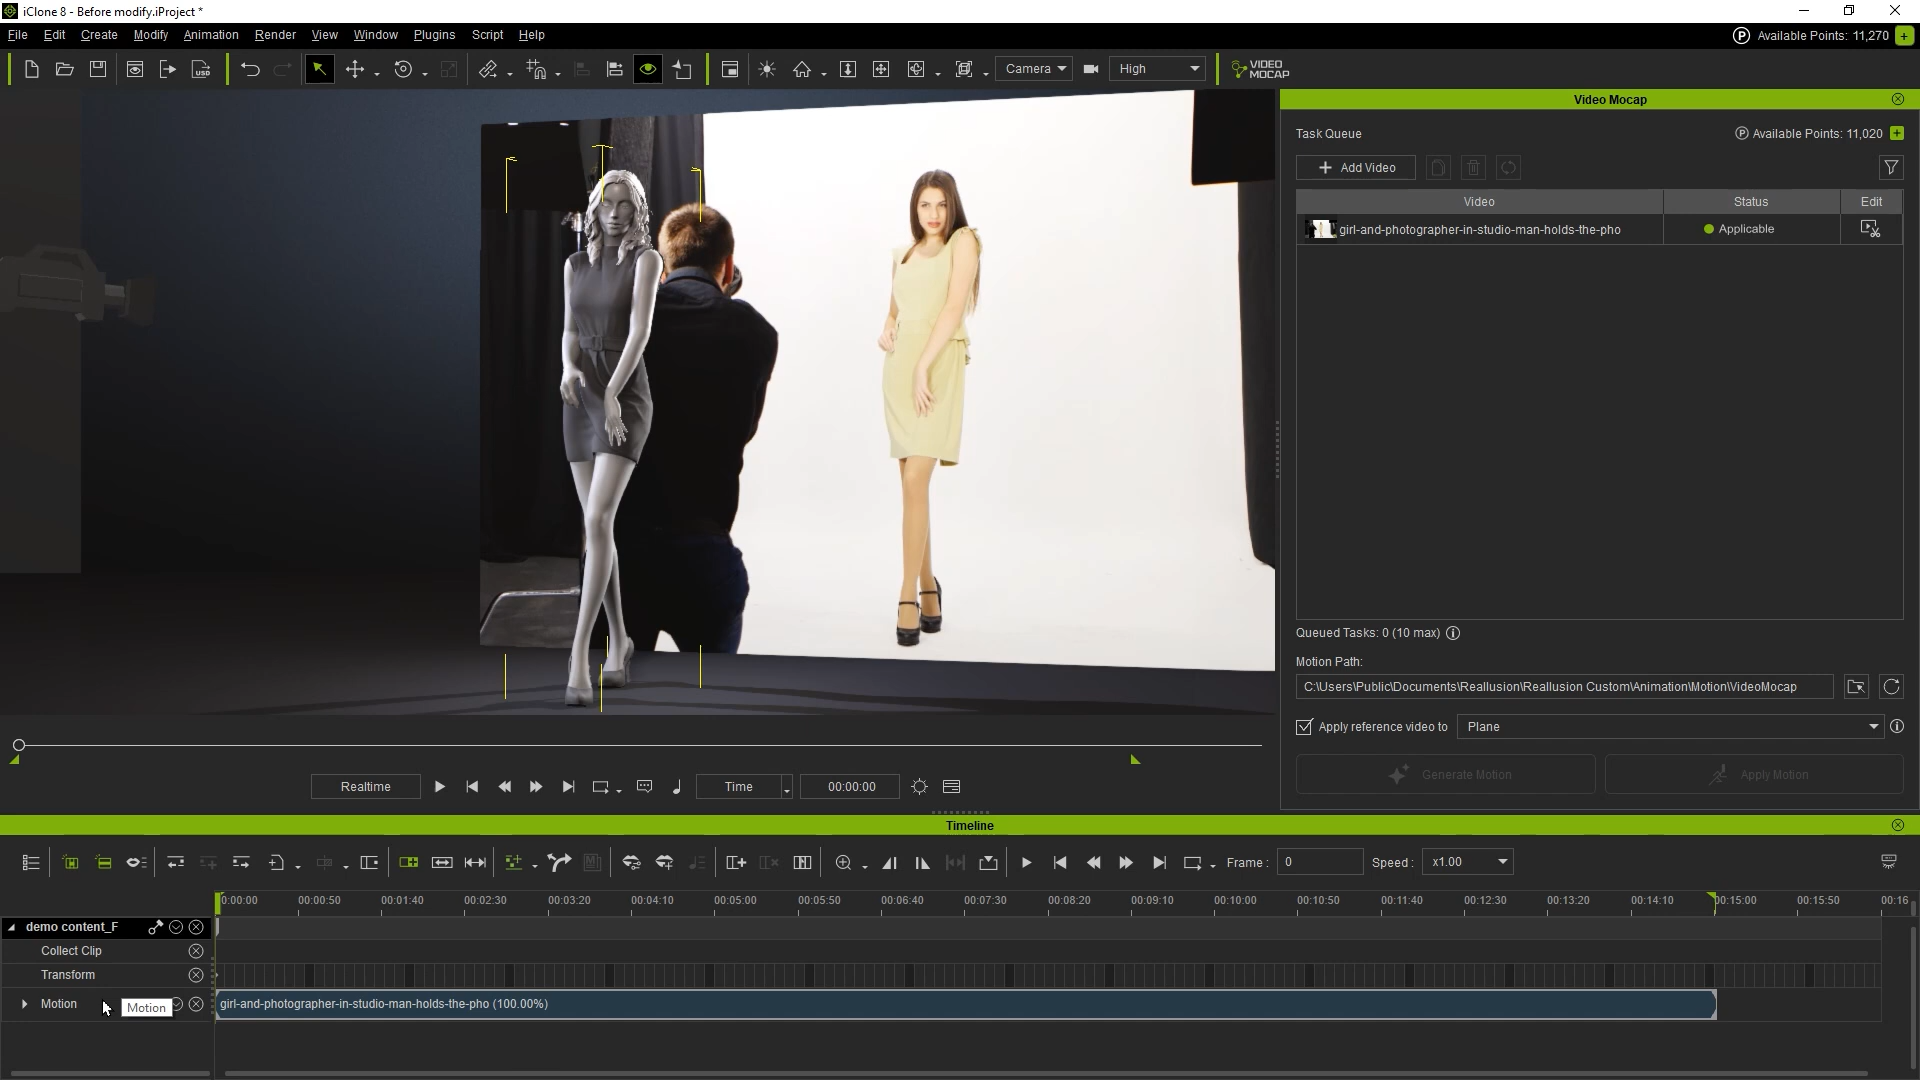 iClone 8 - Before modify.iProject *
File Edit Create Modify Animation Render View Window Plugins Script Help
P Available Points: 11,270 +
USD
Camera
High
VIDEO MOCAP
Video Mocap
Task Queue
P Available Points: 11,020 +
+ Add Video
Video Status Edit
girl-and-photographer-in-studio-man-holds-the-pho Applicable
Queued Tasks: 0 (10 max)
Motion Path:
C:\Users\Public\Documents\Reallusion\Reallusion Custom\Animation\Motion\VideoMocap
Apply reference video to Plane
Generate Motion
Apply Motion
Realtime
Time
00:00:00
Timeline
Frame : 0 Speed : x1.00
0:00:00 00:00:50 00:01:40 00:02:30 00:03:20 00:04:10 00:05:00 00:05:50 00:06:40 00:07:30 00:08:20 00:09:10 00:10:00 00:10:50 00:11:40 00:12:30 00:13:20 00:14:10 00:15:00 00:15:50 00:16
demo content_F
Collect Clip
Transform
Motion
Motion
girl-and-photographer-in-studio-man-holds-the-pho (100.00%)